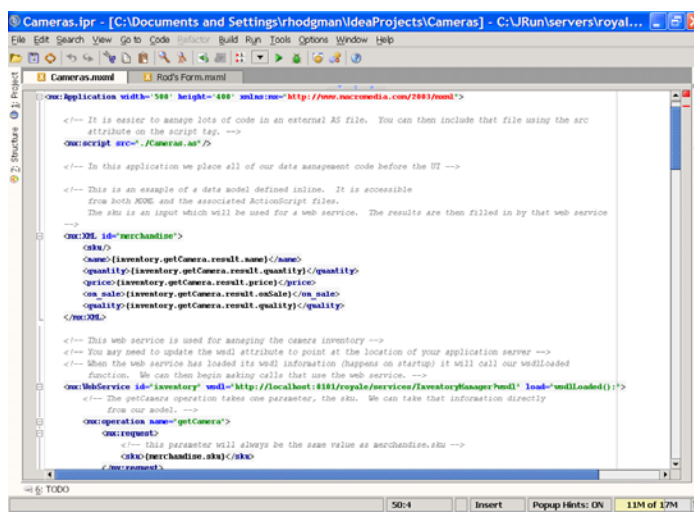 Cameras.ipr - [C:\Documents and Settings\rhodgman\IdeaProjects\Cameras] - C:\JRun\servers\royal...
File Edit Search View Go to Code Refactor Build Run Tools Options Window Help
Cameras.mxml Rod's Form.mxml
1: Project
2: Structure
<mx:Application width='500' height='400' xmlns:mx="http://www.macromedia.com/2003/mxml">
<!-- It is easier to manage lots of code in an external AS file. You can then include that file using the src
attribute on the script tag. -->
<mx:script src="./Cameras.as"/>
<!-- In this application we place all of our data management code before the UI -->
<!-- This is an example of a data model defined inline. It is accessible
from both MXML and the associated ActionScript files.
The sku is an input which will be used for a web service. The results are then filled in by that web service
-->
<mx:XML id="merchandise">
<sku/>
<name>{inventory.getCamera.result.name}</name>
<quantity>{inventory.getCamera.result.quantity}</quantity>
<price>{inventory.getCamera.result.price}</price>
<on_sale>{inventory.getCamera.result.onSale}</on_sale>
<quality>{inventory.getCamera.result.quality}</quality>
</mx:XML>
<!-- This web service is used for managing the camera inventory -->
<!-- You may need to update the wsdl attribute to point at the location of your application server -->
<!-- When the web service has loaded its wsdl information (happens on startup) it will call our wsdlLoaded
function. We can then begin making calls that use the web service. -->
<mx:WebService id="inventory" wsdl="http://localhost:8101/royale/services/InventoryManager?wsdl" load="wsdlLoaded();">
<!-- The getCamera operation takes one parameter, the sku. We can take that information directly
from our model. -->
<mx:operation name="getCamera">
<mx:request>
<!-- this parameter will always be the same value as merchandise.sku -->
<sku>{merchandise.sku}</sku>
</mx:request>
6: TODO
50:4 Insert Popup Hints: ON 11M of 17M